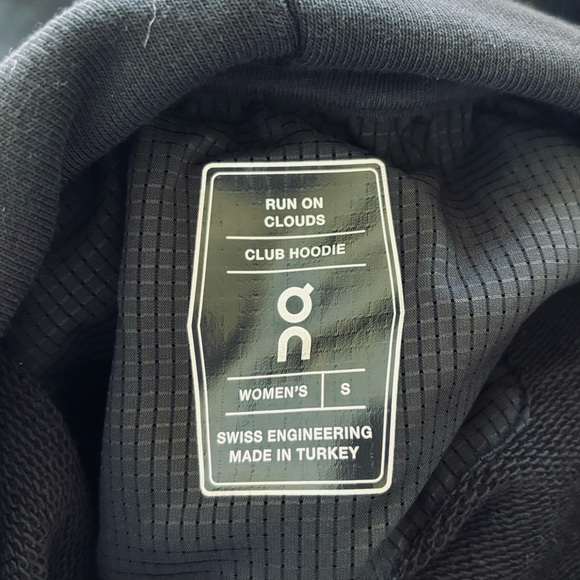 RUN ON
CLOUDS
CLUB HOODIE
WOMEN'S S
SWISS ENGINEERING
MADE IN TURKEY